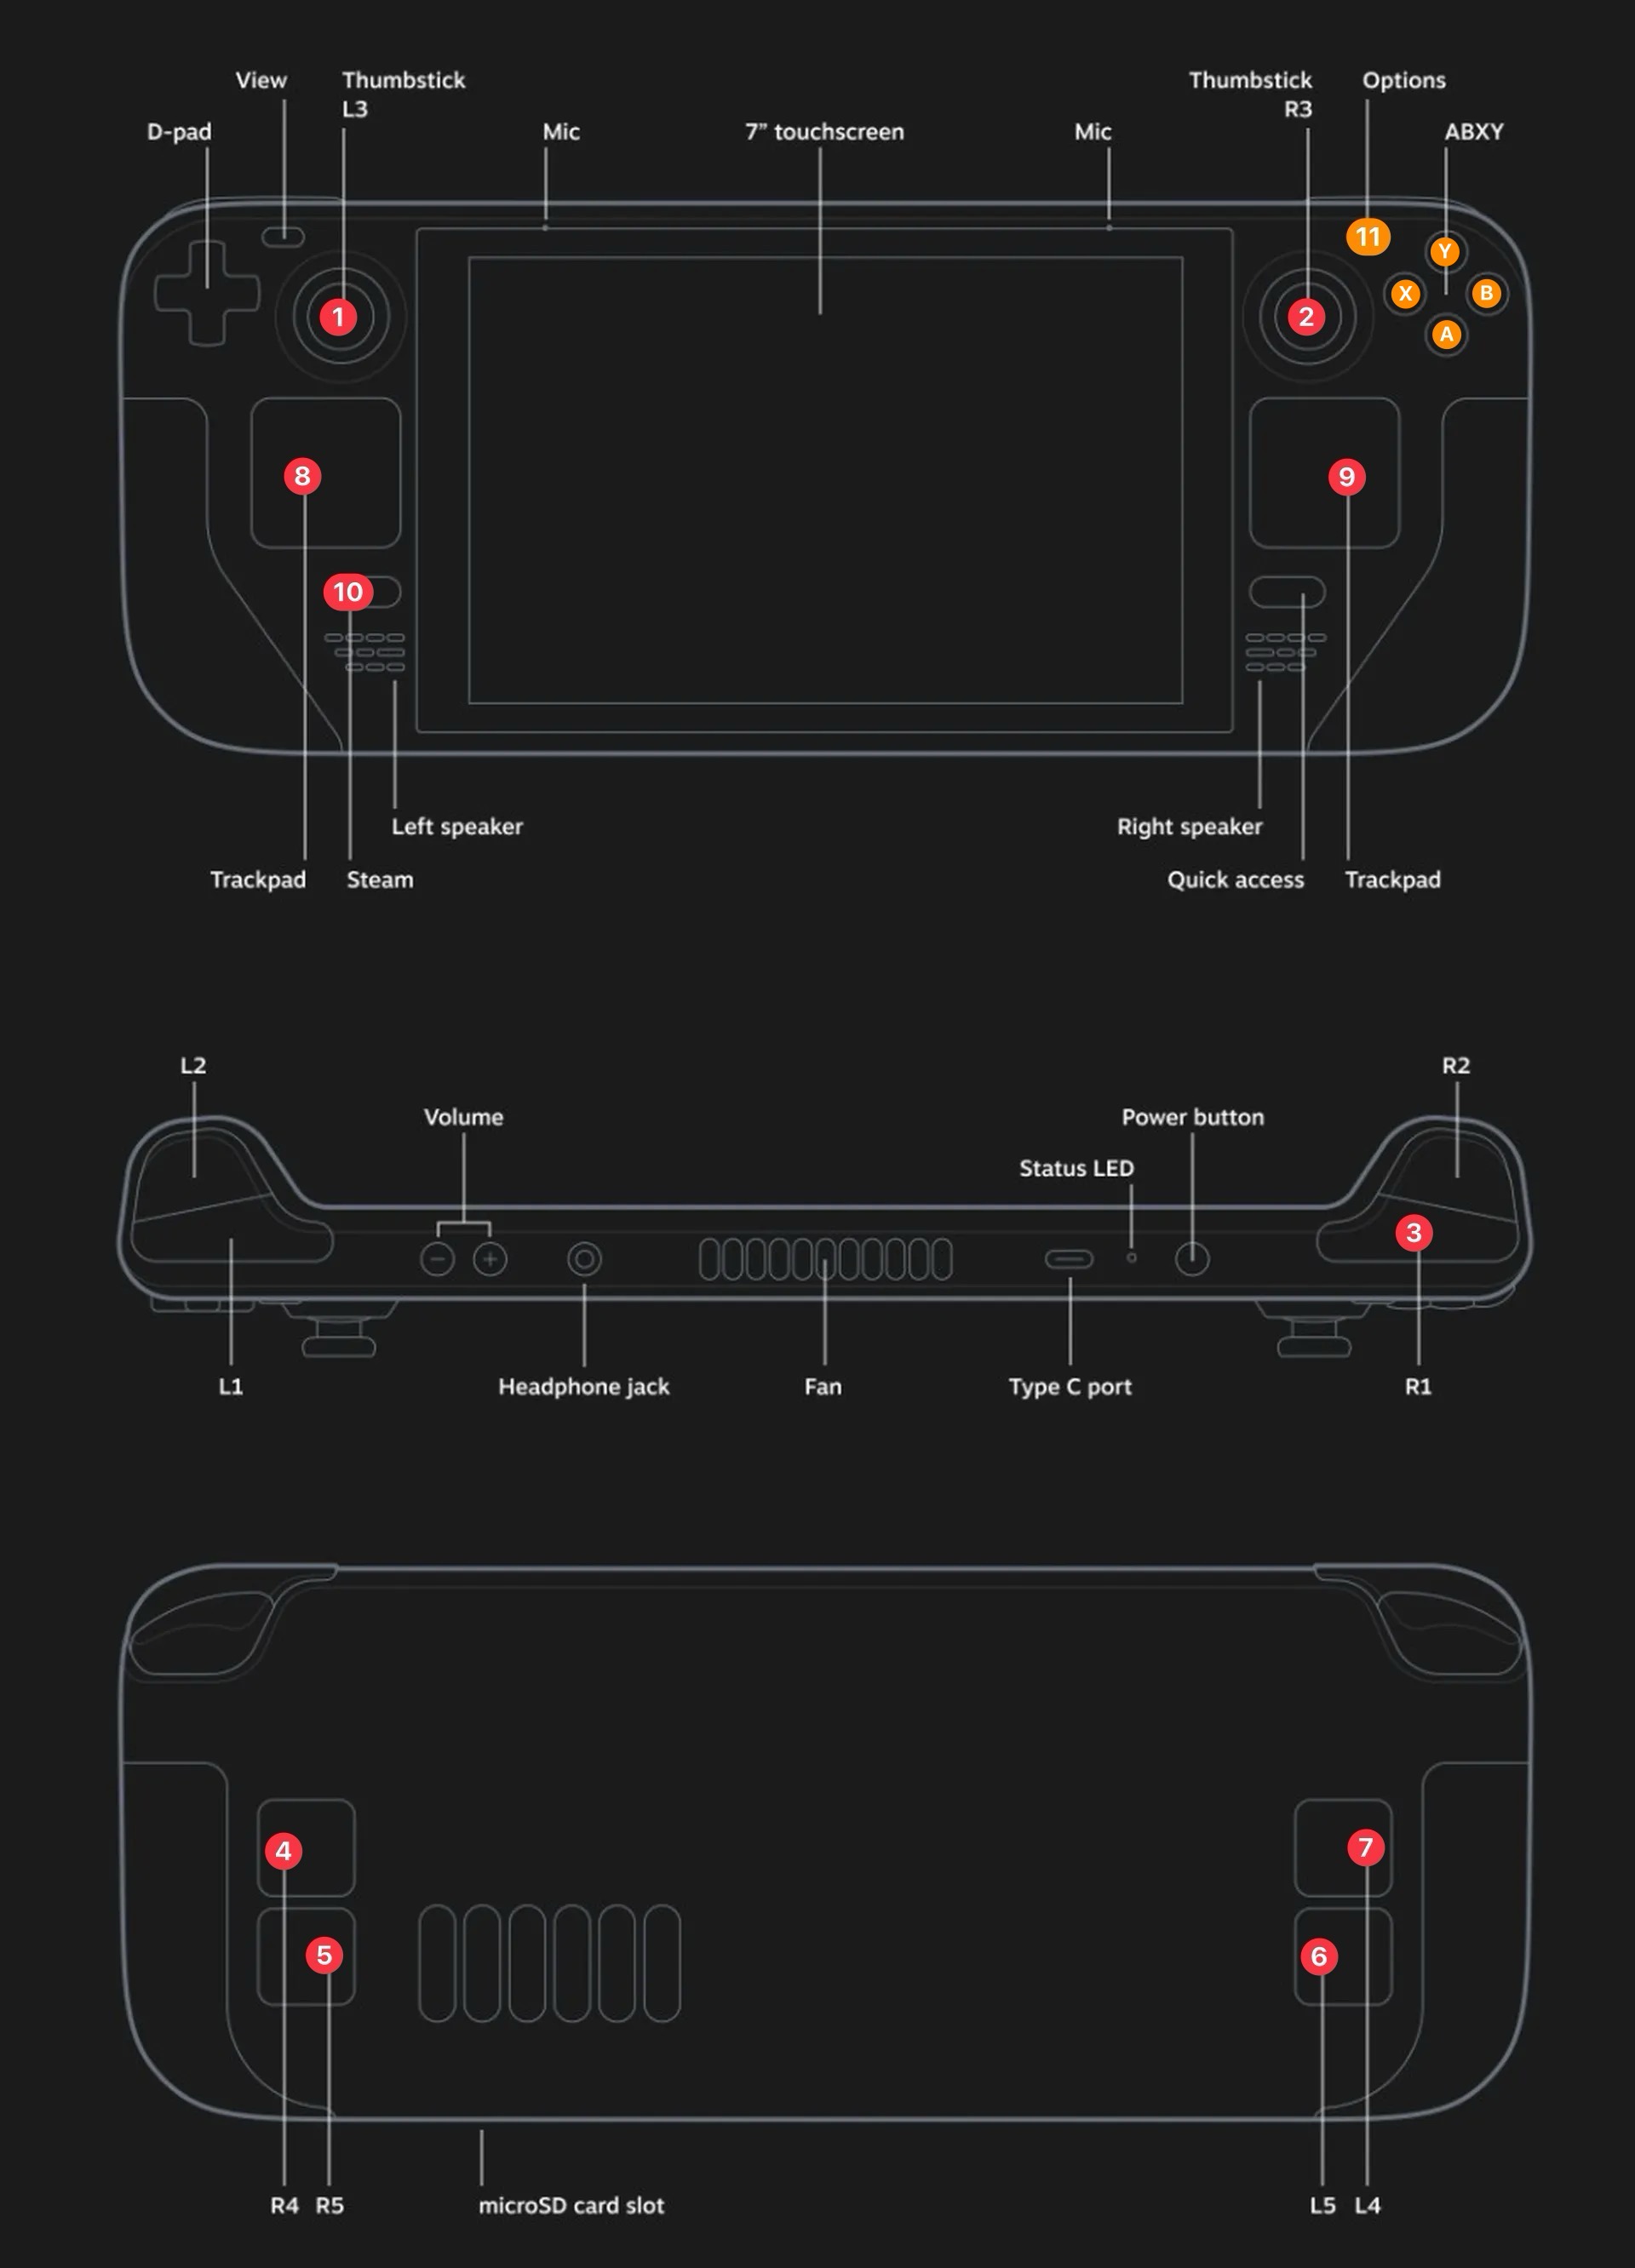 View
Thumbstick
L3
Thumbstick
R3
Options
D-pad
Mic
7” touchscreen
Mic
ABXY
11
Y
X
B
A
1
2
8
9
10
Left speaker
Right speaker
Trackpad
Steam
Quick access
Trackpad
L2
R2
Volume
Power button
Status LED
3
L1
Headphone jack
Fan
Type C port
R1
4
7
5
6
R4
R5
microSD card slot
L5
L4